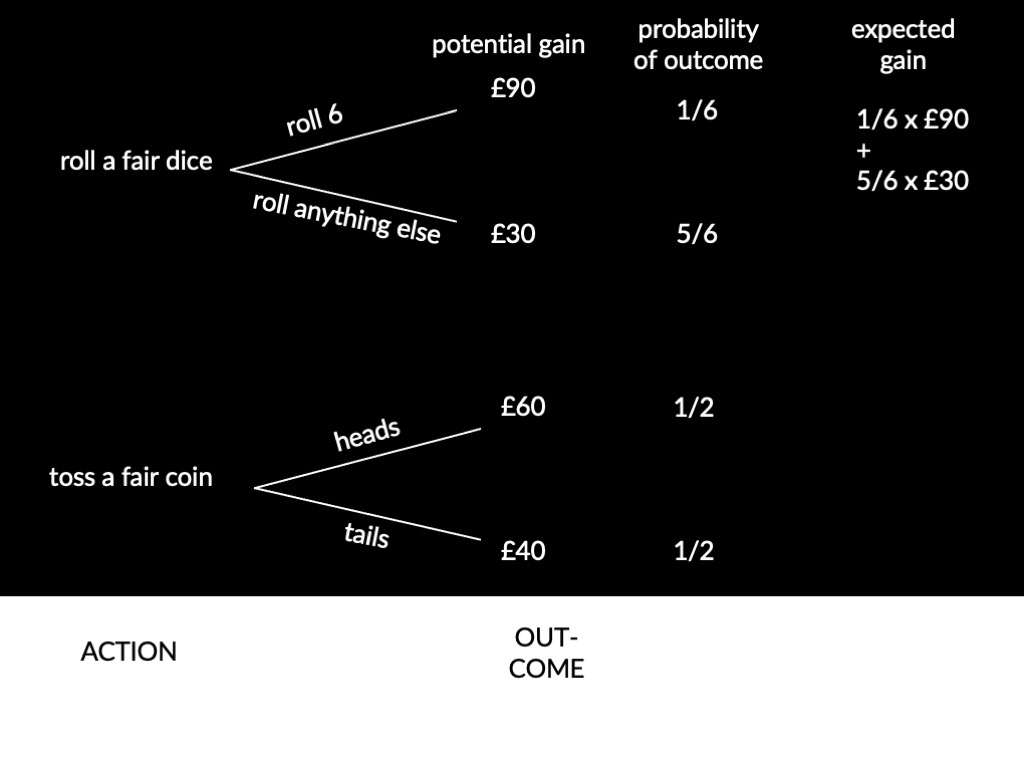 potential gain
probability
of outcome
expected
gain
£90
roll 6
1/6
1/6 x £90
+
5/6 x £30
roll a fair dice
roll anything else
£30
5/6
£60
1/2
heads
toss a fair coin
tails
£40
1/2
ACTION
OUT-
COME